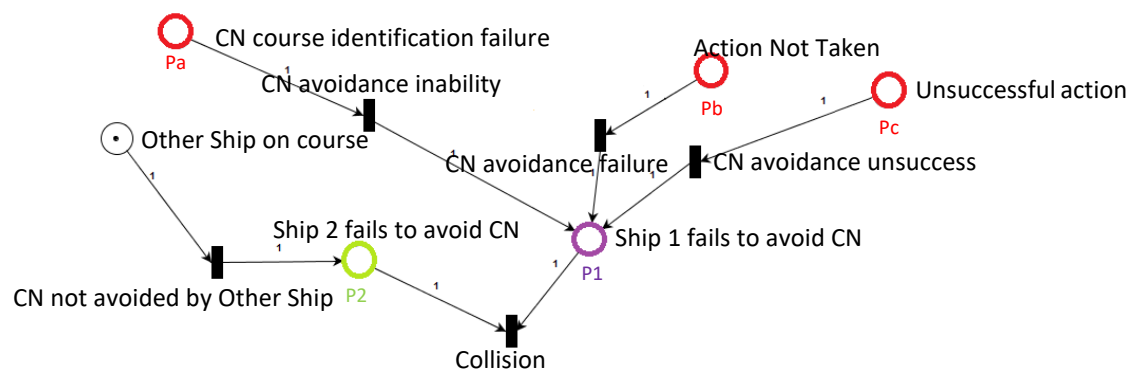 CN course identification failure
Pa
1
CN avoidance inability
Action Not Taken
Pb
1
Unsuccessful action
Pc
1
Other Ship on course
1
1
CN avoidance failure
1
CN avoidance unsuccess
1
Ship 2 fails to avoid CN
1
Ship 1 fails to avoid CN
P1
1
CN not avoided by Other Ship
P2
1
Collision